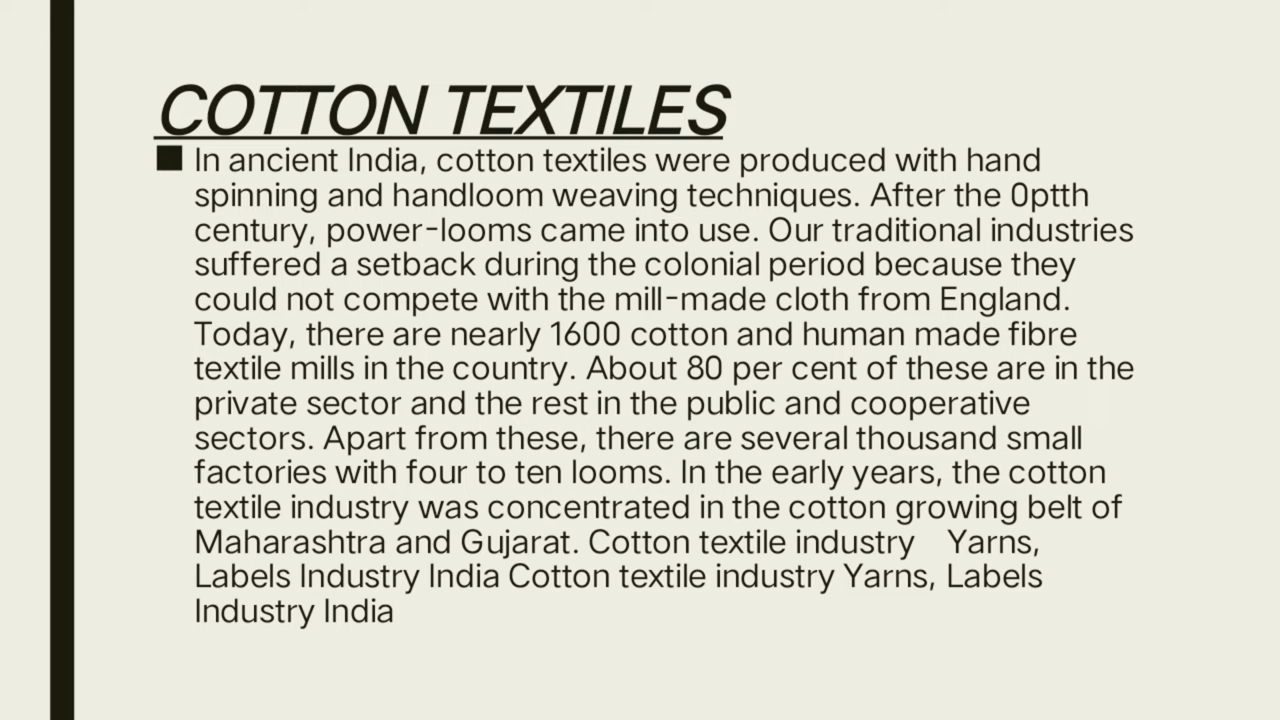 COTTON TEXTILES
■ In ancient India, cotton textiles were produced with hand
spinning and handloom weaving techniques. After the 0ptth
century, power-looms came into use. Our traditional industries
suffered a setback during the colonial period because they
could not compete with the mill-made cloth from England.
Today, there are nearly 1600 cotton and human made fibre
textile mills in the country. About 80 per cent of these are in the
private sector and the rest in the public and cooperative
sectors. Apart from these, there are several thousand small
factories with four to ten looms. In the early years, the cotton
textile industry was concentrated in the cotton growing belt of
Maharashtra and Gujarat. Cotton textile industry Yarns,
Labels Industry India Cotton textile industry Yarns, Labels
Industry India